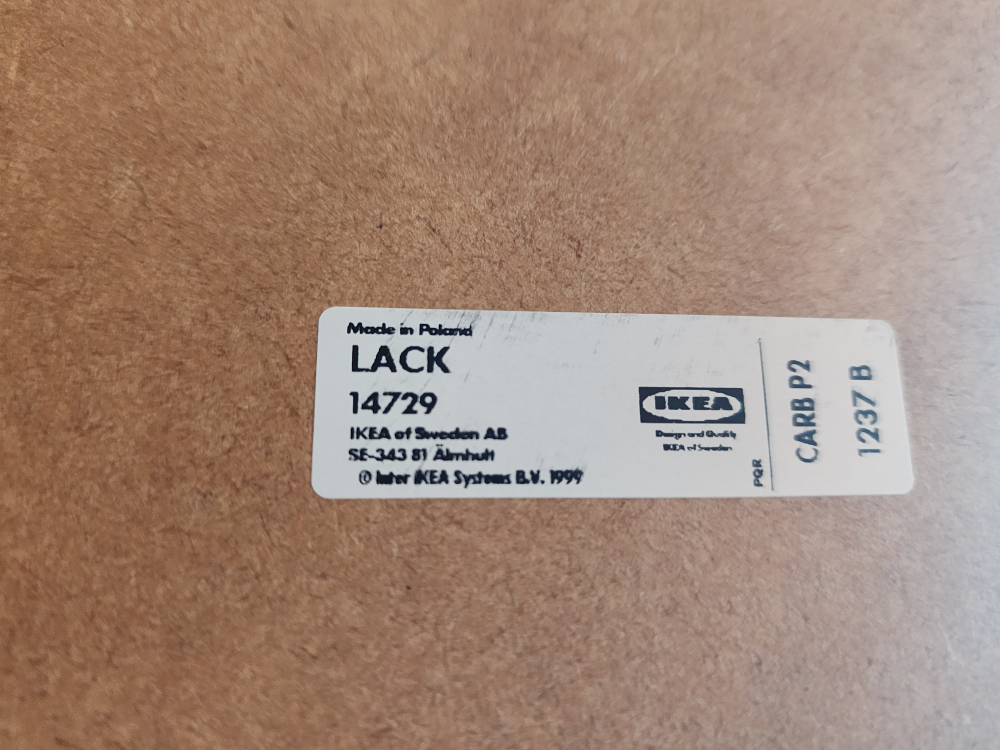 Made in Poland
LACK
14729
IKEA of Sweden AB
SE-343 81 Älmhult
© Inter IKEA Systems B.V. 1999
IKEA
Design and Quality
IKEA of Sweden
PQR
CARB P2
1237 B